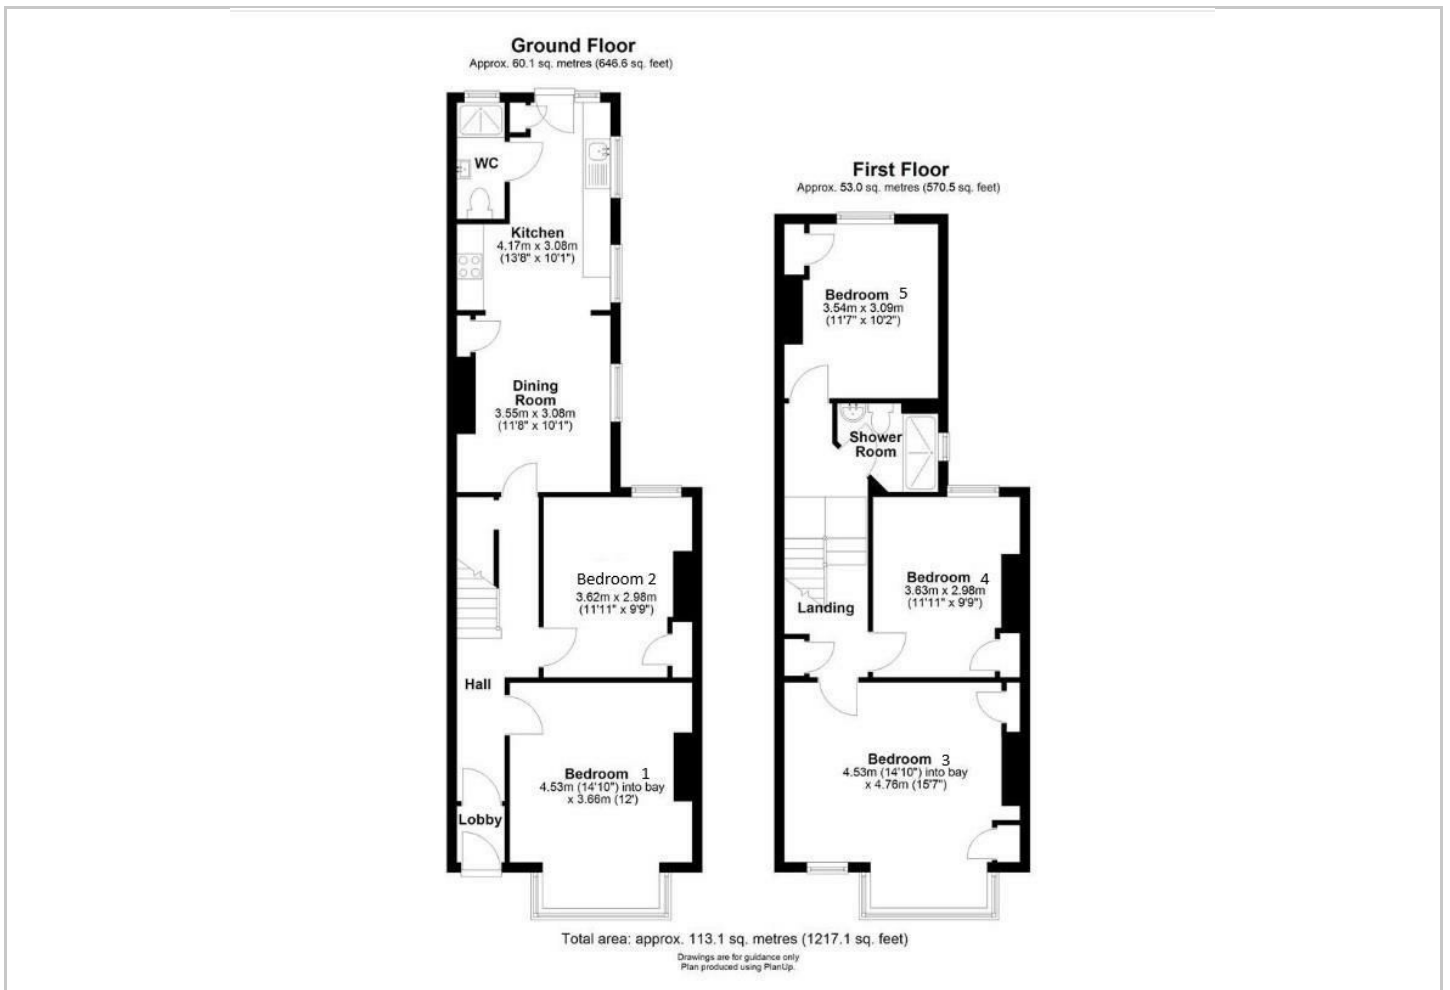 Ground Floor
Approx. 60.1 sq. metres (646.6 sq. feet)
WC
Kitchen
4.17m x 3.08m
(13'8" x 10'1")
Dining
Room
3.55m x 3.08m
(11'8" x 10'1")
Bedroom 2
3.62m x 2.98m
(11'11" x 9'9")
Hall
Bedroom 1
4.53m (14'10") into bay
x 3.66m (12')
Lobby
First Floor
Approx. 53.0 sq. metres (570.5 sq. feet)
Bedroom 5
3.54m x 3.09m
(11'7" x 10'2")
Shower
Room
Bedroom 4
3.63m x 2.98m
(11'11" x 9'9")
Landing
Bedroom 3
4.53m (14'10") into bay
x 4.76m (15'7")
Total area: approx. 113.1 sq. metres (1217.1 sq. feet)
Drawings are for guidance only
Plan produced using PlanUp.